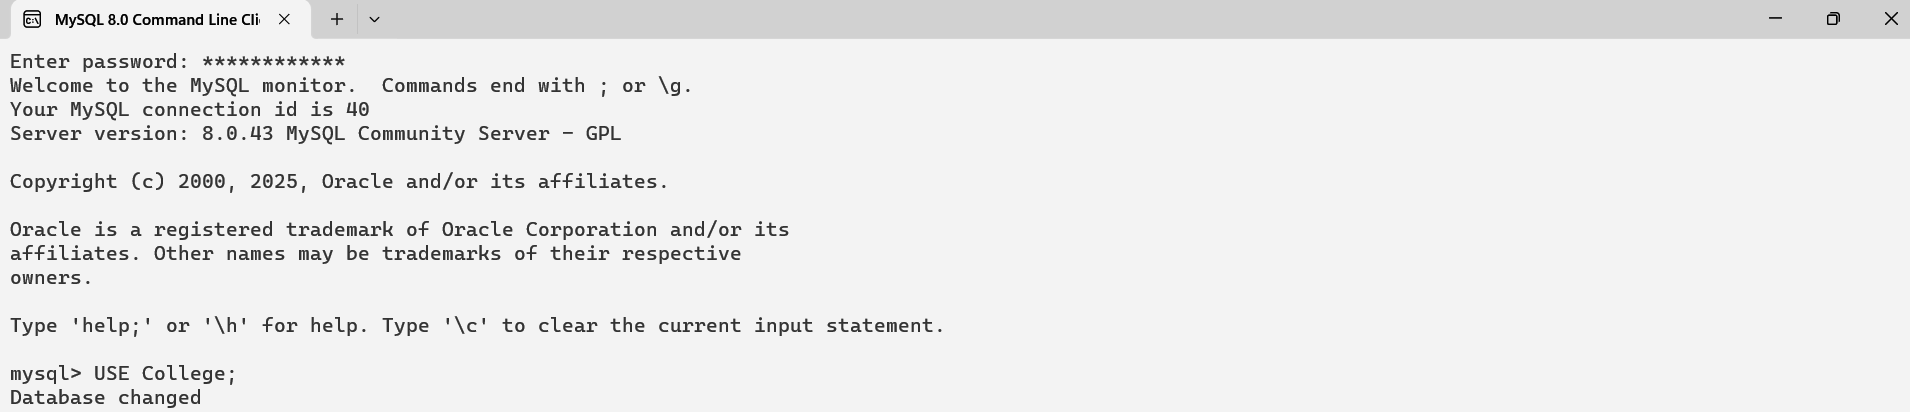 MySQL 8.0 Command Line Cli
Enter password: ************
Welcome to the MySQL monitor.  Commands end with ; or \g.
Your MySQL connection id is 40
Server version: 8.0.43 MySQL Community Server - GPL
Copyright (c) 2000, 2025, Oracle and/or its affiliates.
Oracle is a registered trademark of Oracle Corporation and/or its
affiliates. Other names may be trademarks of their respective
owners.
Type 'help;' or '\h' for help. Type '\c' to clear the current input statement.
mysql> USE College;
Database changed